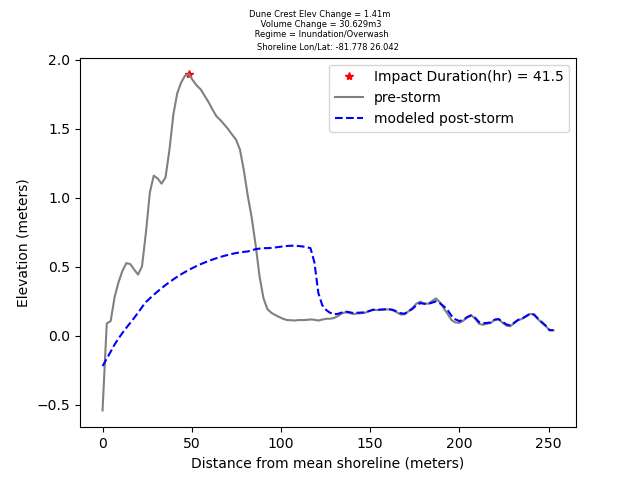 Dune Crest Elev Change = 1.41m
Volume Change = 30.629m3
Regime = Inundation/Overwash
Shoreline Lon/Lat: -81.778 26.042
Impact Duration(hr) = 41.5
pre-storm
modeled post-storm
2.0
1.5
1.0
0.5
0.0
−0.5
Elevation (meters)
0 50 100 150 200 250
Distance from mean shoreline (meters)